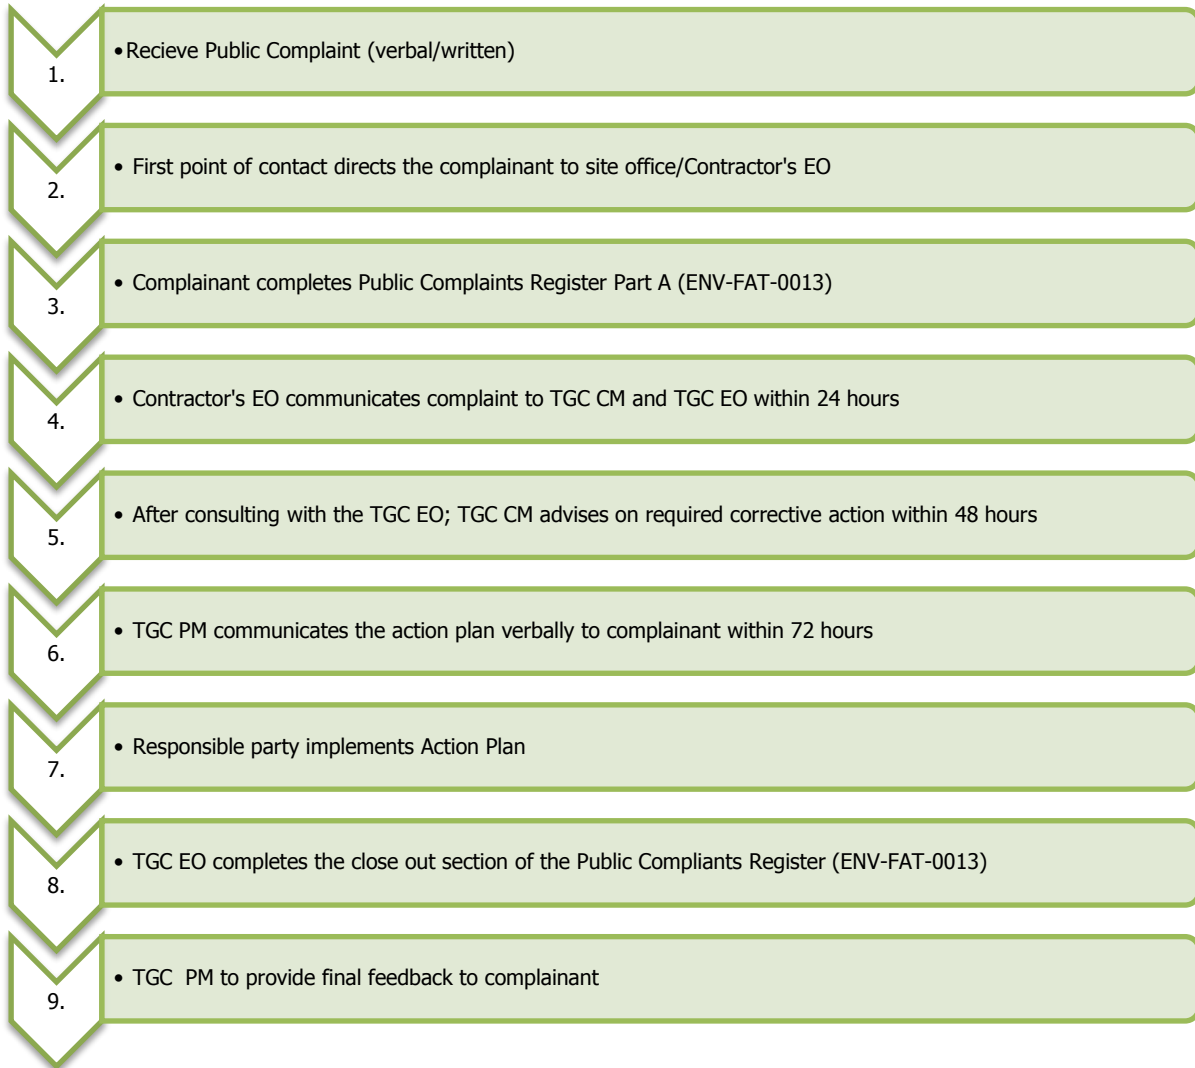 1.
•Recieve Public Complaint (verbal/written)
2.
• First point of contact directs the complainant to site office/Contractor's EO
3.
• Complainant completes Public Complaints Register Part A (ENV-FAT-0013)
4.
• Contractor's EO communicates complaint to TGC CM and TGC EO within 24 hours
5.
• After consulting with the TGC EO; TGC CM advises on required corrective action within 48 hours
6.
• TGC PM communicates the action plan verbally to complainant within 72 hours
7.
• Responsible party implements Action Plan
8.
• TGC EO completes the close out section of the Public Compliants Register (ENV-FAT-0013)
9.
• TGC  PM to provide final feedback to complainant